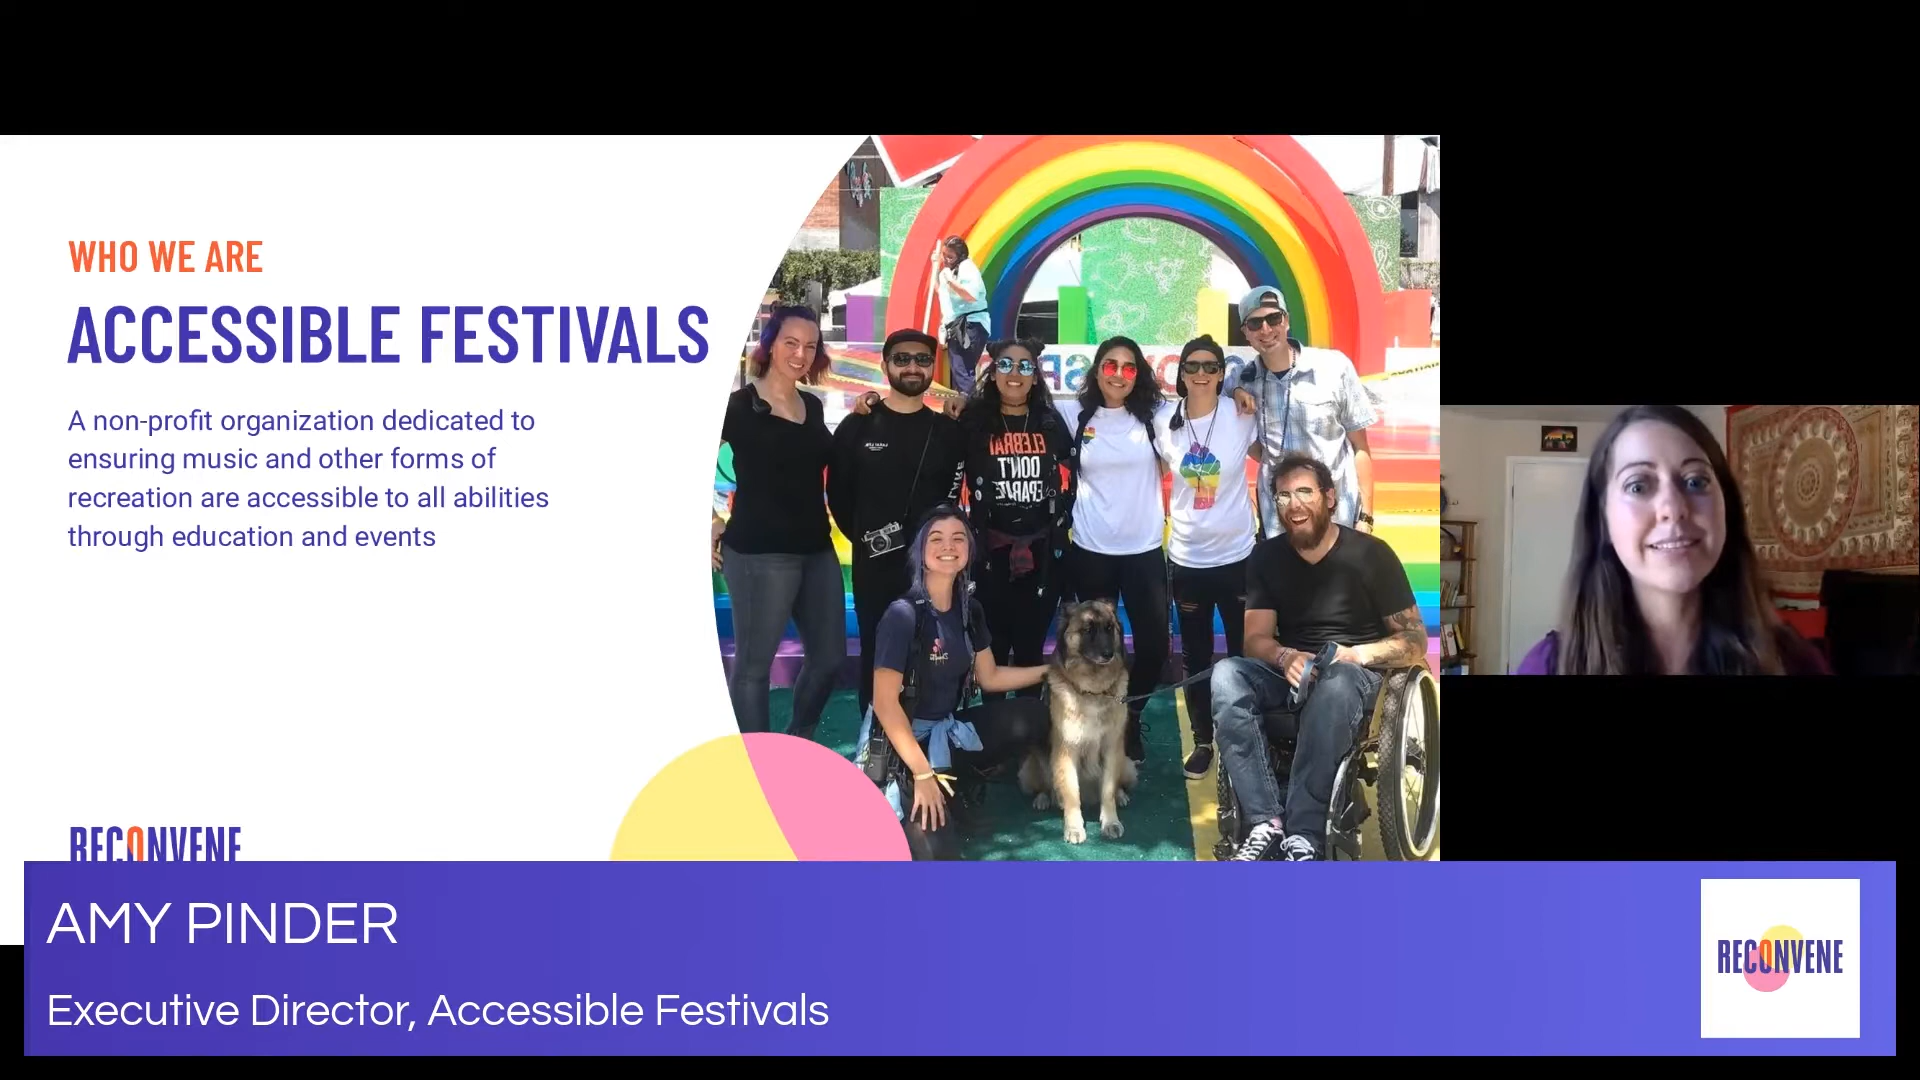 WHO WE ARE
ACCESSIBLE FESTIVALS
A non-profit organization dedicated to
ensuring music and other forms of
recreation are accessible to all abilities
through education and events
DON'T
RECONVENE
AMY PINDER
Executive Director, Accessible Festivals
RECONVENE